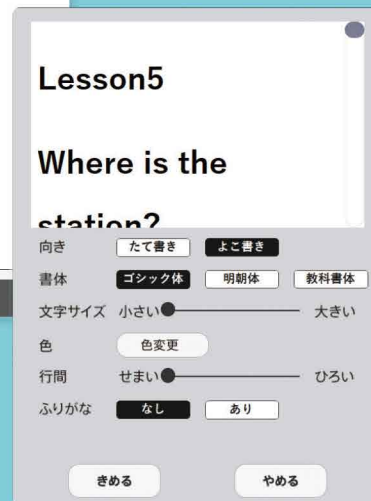 Lesson5
Where is the
station?
向き たて書き よこ書き
書体 ゴシック体 明朝体 教科書体
文字サイズ 小さい 大きい
色 色変更
行間 せまい ひろい
ふりがな なし あり
きめる やめる